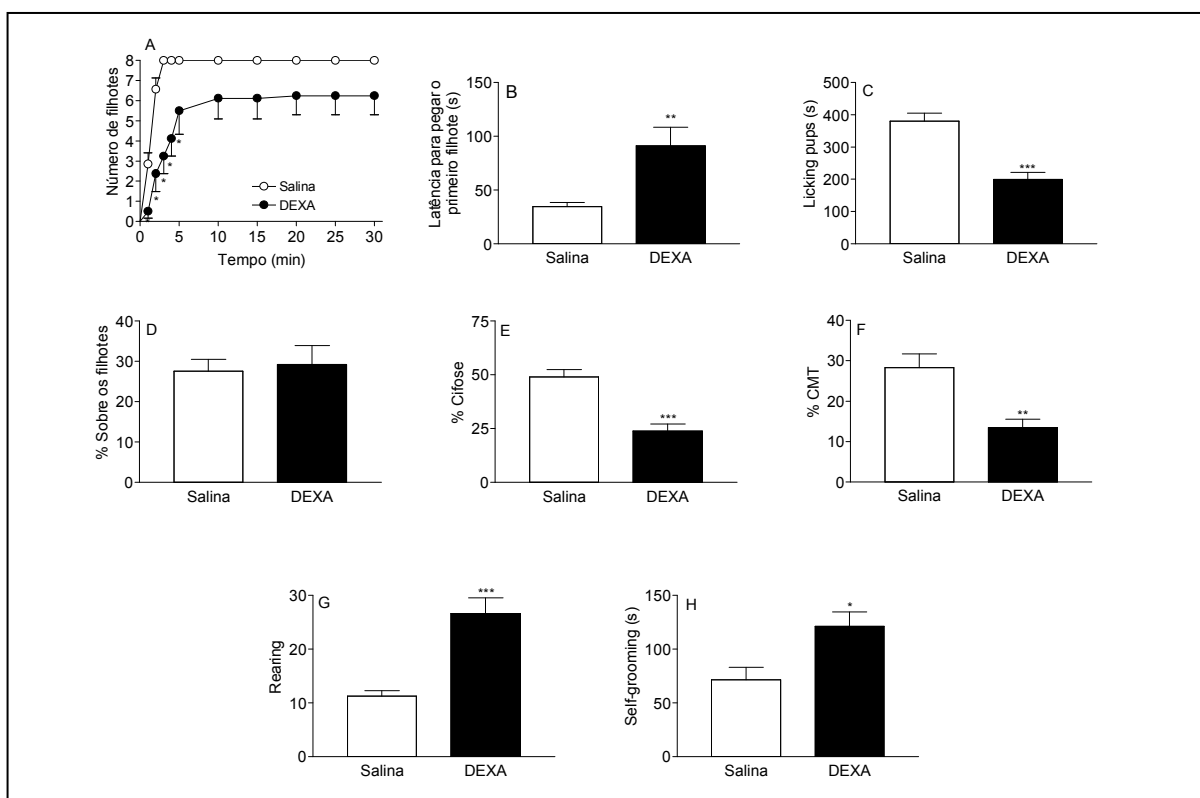 A
Número de filhotes
8
7
6
5
4
3
2
1
0
*
*
*
*
Salina
DEXA
0 5 10 15 20 25 30
Tempo (min)
B
Latência para pegar o
primeiro filhote (s)
150
100
50
0
**
Salina DEXA
C
Licking pups (s)
500
400
300
200
100
0
***
Salina DEXA
D
% Sobre os filhotes
40
30
20
10
0
Salina DEXA
E
% Cifose
75
50
25
0
***
Salina DEXA
F
% CMT
40
30
20
10
0
**
Salina DEXA
G
Rearing
30
20
10
0
***
Salina DEXA
H
Self-grooming (s)
150
100
50
0
*
Salina DEXA